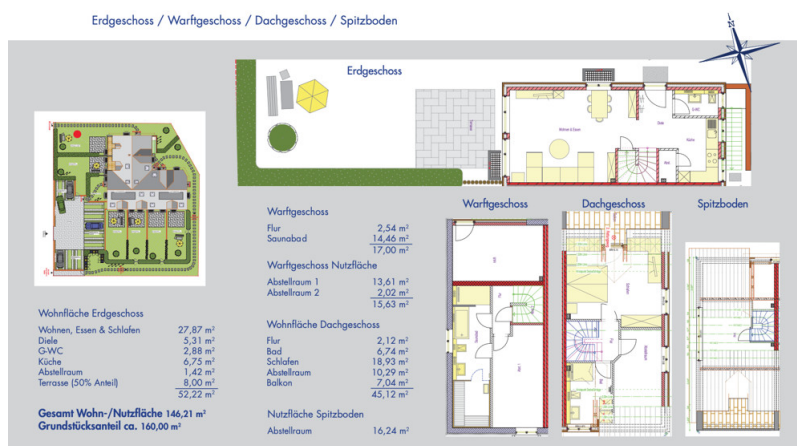 Erdgeschoss / Warftgeschoss / Dachgeschoss / Spitzboden
Erdgeschoss
Warftgeschoss
Flur 2,54 m²
Saunabad 14,46 m²
17,00 m²
Warftgeschoss Nutzfläche
Abstellraum 1 13,61 m²
Abstellraum 2 2,02 m²
15,63 m²
Wohnfläche Erdgeschoss
Wohnen, Essen & Schlafen 27,87 m²
Diele 5,31 m²
G-WC 2,88 m²
Küche 6,75 m²
Abstellraum 1,42 m²
Terrasse (50% Anteil) 8,00 m²
52,22 m²
Gesamt Wohn-/Nutzfläche 146,21 m²
Grundstücksanteil ca. 160,00 m²
Wohnfläche Dachgeschoss
Flur 2,12 m²
Bad 6,74 m²
Schlafen 18,93 m²
Abstellraum 10,29 m²
Balkon 7,04 m²
45,12 m²
Nutzfläche Spitzboden
Abstellraum 16,24 m²
Warftgeschoss
Dachgeschoss
Spitzboden